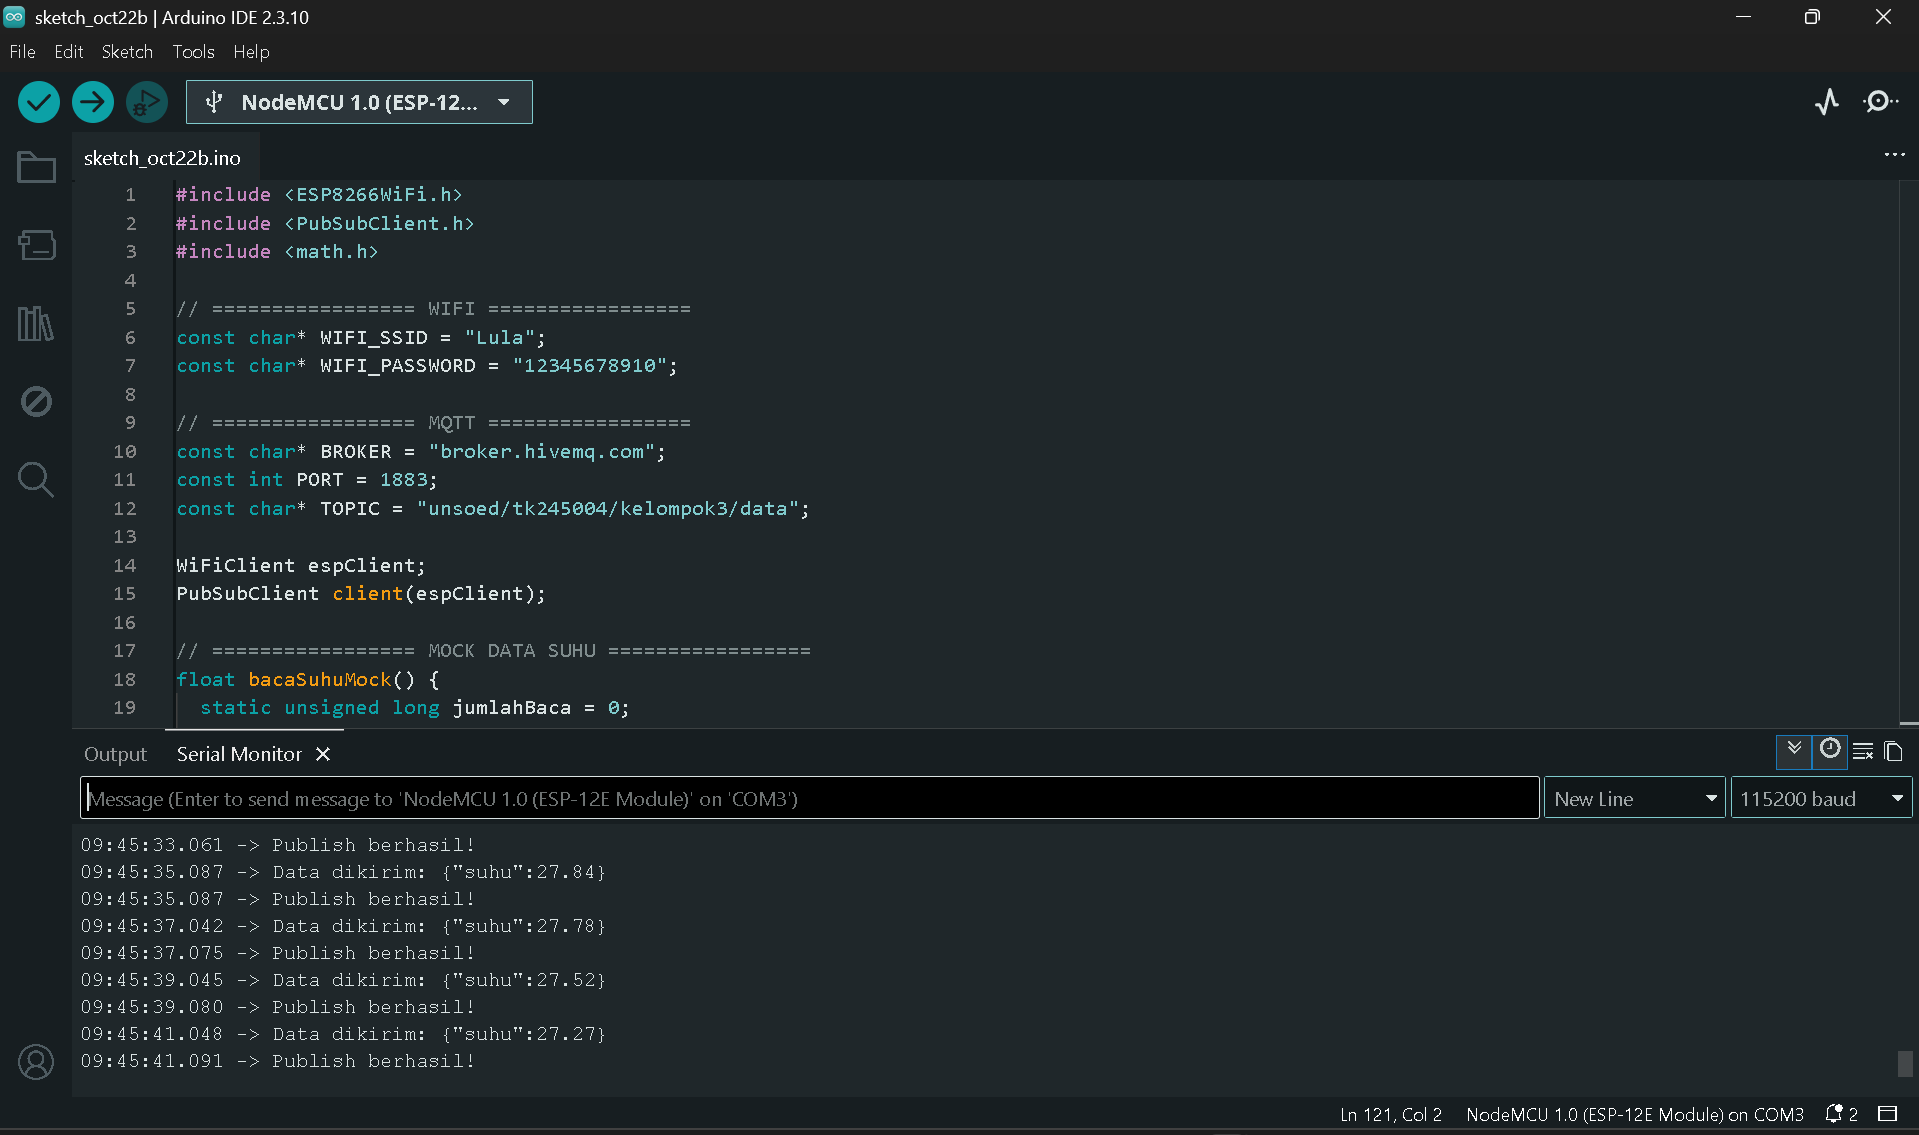 sketch_oct22b | Arduino IDE 2.3.10
File Edit Sketch Tools Help
NodeMCU 1.0 (ESP-12...
sketch_oct22b.ino
1 #include <ESP8266WiFi.h>
2 #include <PubSubClient.h>
3 #include <math.h>
4
5 // ================= WIFI =================
6 const char* WIFI_SSID = "Lula";
7 const char* WIFI_PASSWORD = "12345678910";
8
9 // ================= MQTT =================
10 const char* BROKER = "broker.hivemq.com";
11 const int PORT = 1883;
12 const char* TOPIC = "unsoed/tk245004/kelompok3/data";
13
14 WiFiClient espClient;
15 PubSubClient client(espClient);
16
17 // ================= MOCK DATA SUHU =================
18 float bacaSuhuMock() {
19 static unsigned long jumlahBaca = 0;
Output Serial Monitor
Message (Enter to send message to 'NodeMCU 1.0 (ESP-12E Module)' on 'COM3') New Line 115200 baud
09:45:33.061 -> Publish berhasil!
09:45:35.087 -> Data dikirim: {"suhu":27.84}
09:45:35.087 -> Publish berhasil!
09:45:37.042 -> Data dikirim: {"suhu":27.78}
09:45:37.075 -> Publish berhasil!
09:45:39.045 -> Data dikirim: {"suhu":27.52}
09:45:39.080 -> Publish berhasil!
09:45:41.048 -> Data dikirim: {"suhu":27.27}
09:45:41.091 -> Publish berhasil!
Ln 121, Col 2 NodeMCU 1.0 (ESP-12E Module) on COM3 2